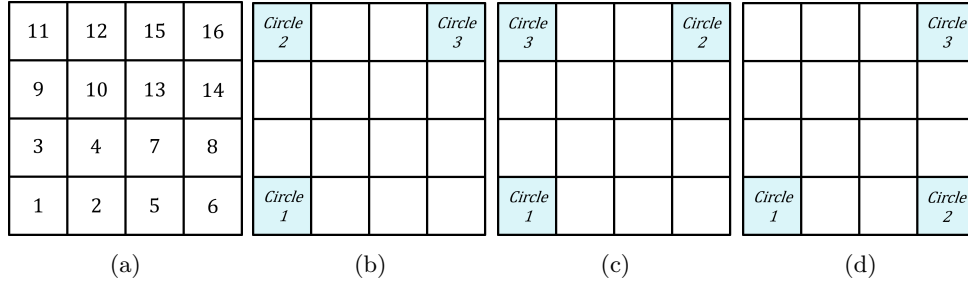 11 12 15 16
9 10 13 14
3 4 7 8
1 2 5 6
(a)
Circle
2
Circle
3
Circle
1
(b)
Circle
3
Circle
2
Circle
1
(c)
Circle
3
Circle
1
Circle
2
(d)